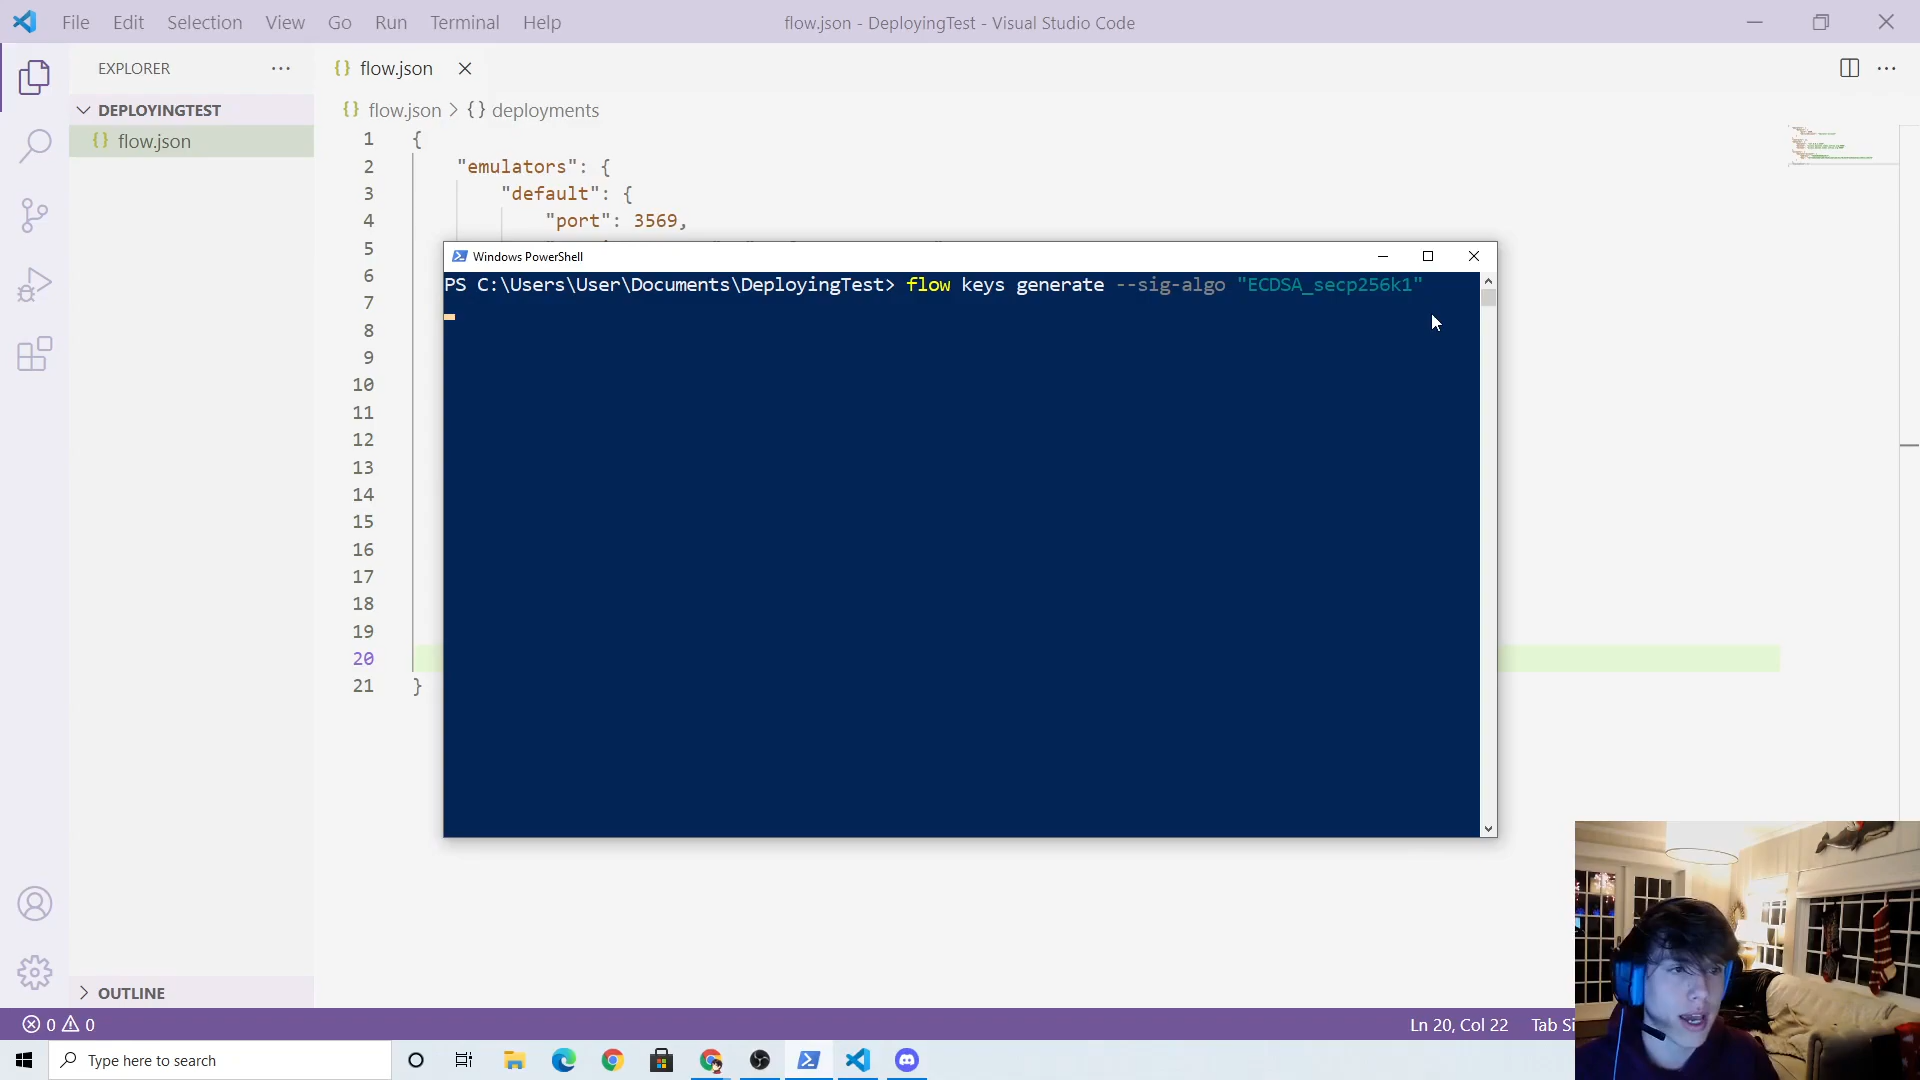 File Edit Selection View Go Run Terminal Help
flow.json - DeployingTest - Visual Studio Code
EXPLORER
flow.json
DEPLOYINGTEST
flow.json
flow.json > {} deployments
1 {
2 "emulators": {
3 "default": {
4 "port": 3569,
5
6
7
8
9
10
11
12
13
14
15
16
17
18
19
20
21 }
Windows PowerShell
PS C:\Users\User\Documents\DeployingTest> flow keys generate --sig-algo "ECDSA_secp256k1"
OUTLINE
0 0
Ln 20, Col 22
Tab Si
Type here to search